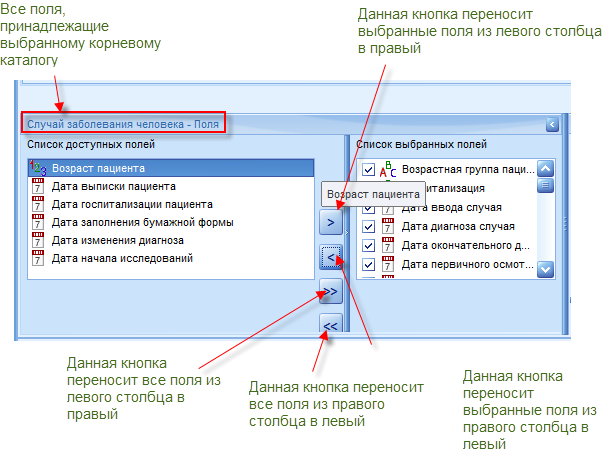 Все поля,
принадлежащие
выбранному корневому
каталогу
Данная кнопка переносит
выбранные поля из левого столбца
в правый
Случай заболевания человека - Поля
Список доступных полей
Возраст пациента
Дата выписки пациента
Дата госпитализации пациента
Дата заполнения бумажной формы
Дата изменения диагноза
Дата начала исследований
>
<
>>
<<
Список выбранных полей
Возрастная группа паци...
Возраст пациента
питализация
Дата ввода случая
Дата диагноза случая
Дата окончательного д...
Дата первичного осмот...
Данная кнопка
переносит все поля из
левого столбца в
правый
Данная кнопка переносит
все поля из правого
столбца в левый
Данная кнопка
переносит
выбранные поля из
правого столбца в
левый